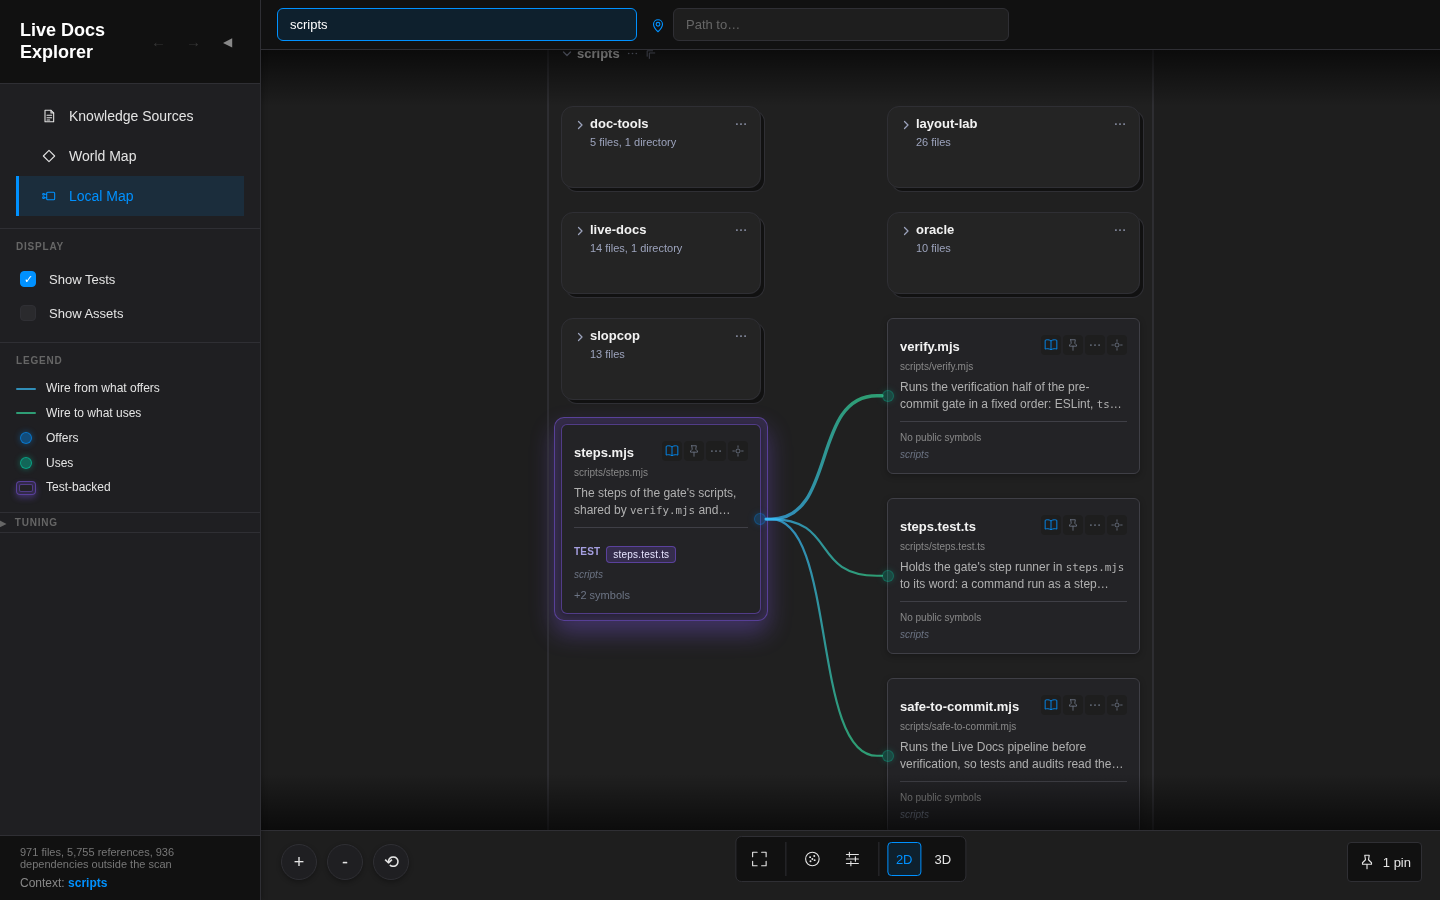 Live Docs
Explorer
← → ◀
Knowledge Sources
World Map
Local Map
DISPLAY
Show Tests
Show Assets
LEGEND
Wire from what offers
Wire to what uses
Offers
Uses
Test-backed
TUNING
971 files, 5,755 references, 936
dependencies outside the scan
Context: scripts
scripts
Path to…
scripts
doc-tools
5 files, 1 directory
layout-lab
26 files
live-docs
14 files, 1 directory
oracle
10 files
slopcop
13 files
verify.mjs
scripts/verify.mjs
Runs the verification half of the pre-
commit gate in a fixed order: ESLint, ts…
No public symbols
scripts
steps.mjs
scripts/steps.mjs
The steps of the gate's scripts,
shared by verify.mjs and…
TEST steps.test.ts
scripts
+2 symbols
steps.test.ts
scripts/steps.test.ts
Holds the gate's step runner in steps.mjs
to its word: a command run as a step…
No public symbols
scripts
safe-to-commit.mjs
scripts/safe-to-commit.mjs
Runs the Live Docs pipeline before
verification, so tests and audits read the…
No public symbols
scripts
+ - ⟲
2D 3D
1 pin